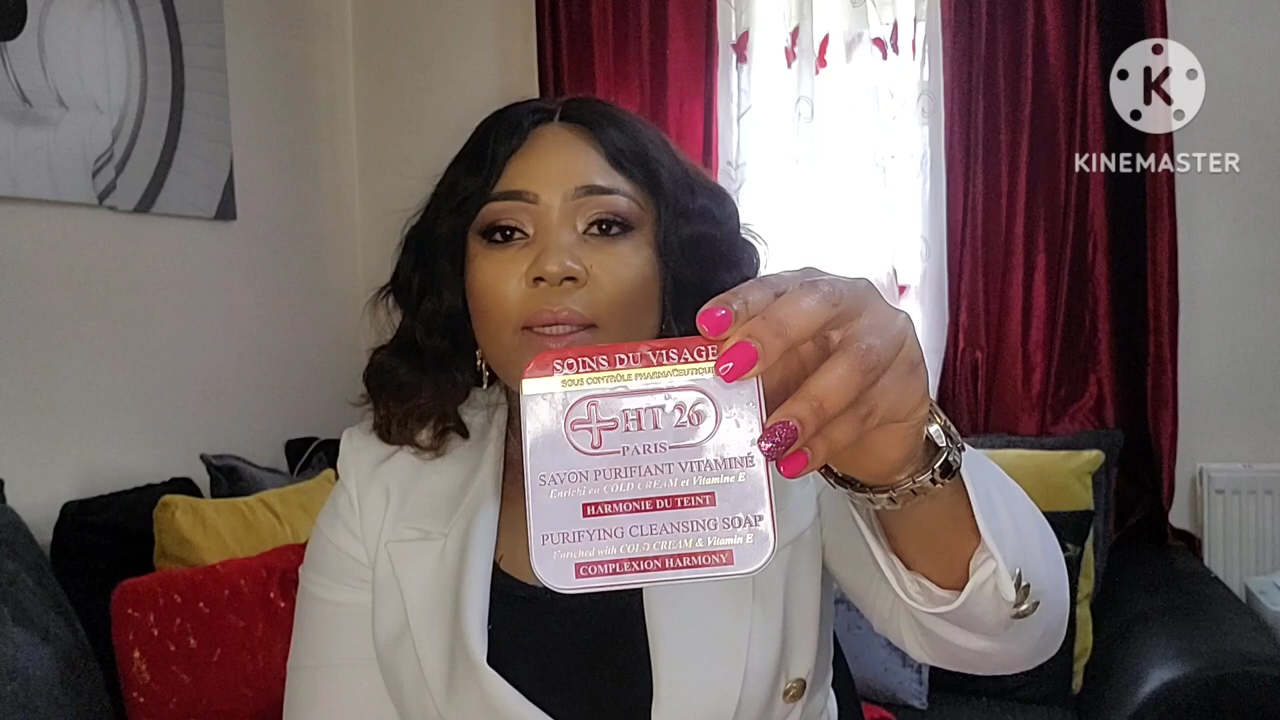 K
KINEMASTER
SOINS DU VISAGE
SOUS CONTRÔLE PHARMACEUTIQUE
HT 26
PARIS
SAVON PURIFIANT VITAMINÉ
Enrichi en COLD CREAM et Vitamine E
HARMONIE DU TEINT
PURIFYING CLEANSING SOAP
Enriched with COLD CREAM & Vitamin E
COMPLEXION HARMONY